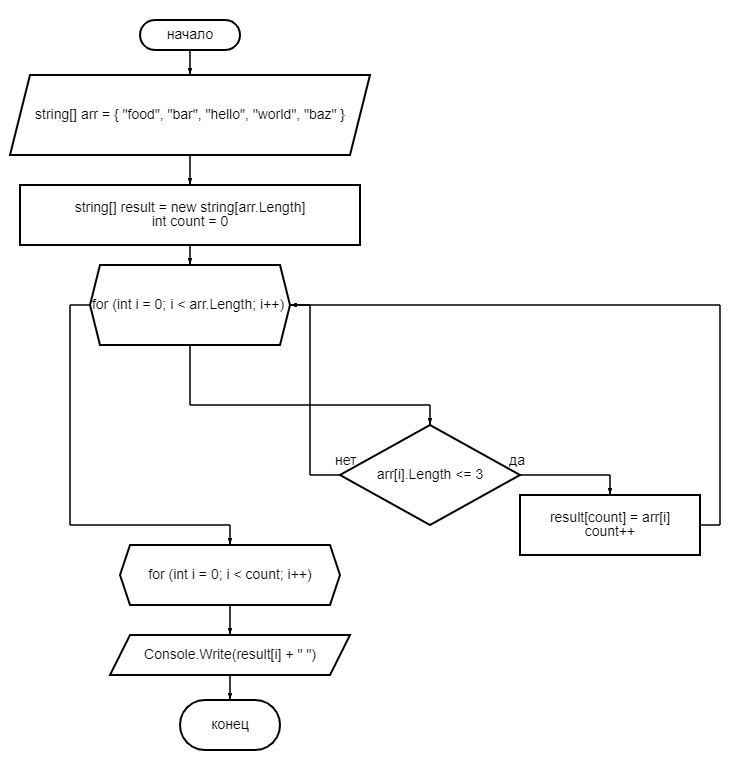 начало
string[] arr = { "food", "bar", "hello", "world", "baz" }
string[] result = new string[arr.Length]
int count = 0
for (int i = 0; i < arr.Length; i++)
нет
arr[i].Length <= 3
да
result[count] = arr[i]
count++
for (int i = 0; i < count; i++)
Console.Write(result[i] + " ")
конец